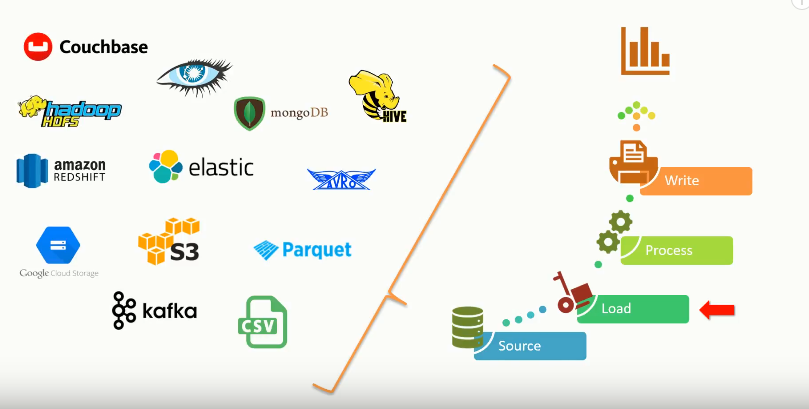 Couchbase
hadoop
HDFS
mongoDB
HIVE
amazon
REDSHIFT
elastic
AVRO
S3
Google Cloud Storage
Parquet
kafka
CSV
Write
Process
Load
Source